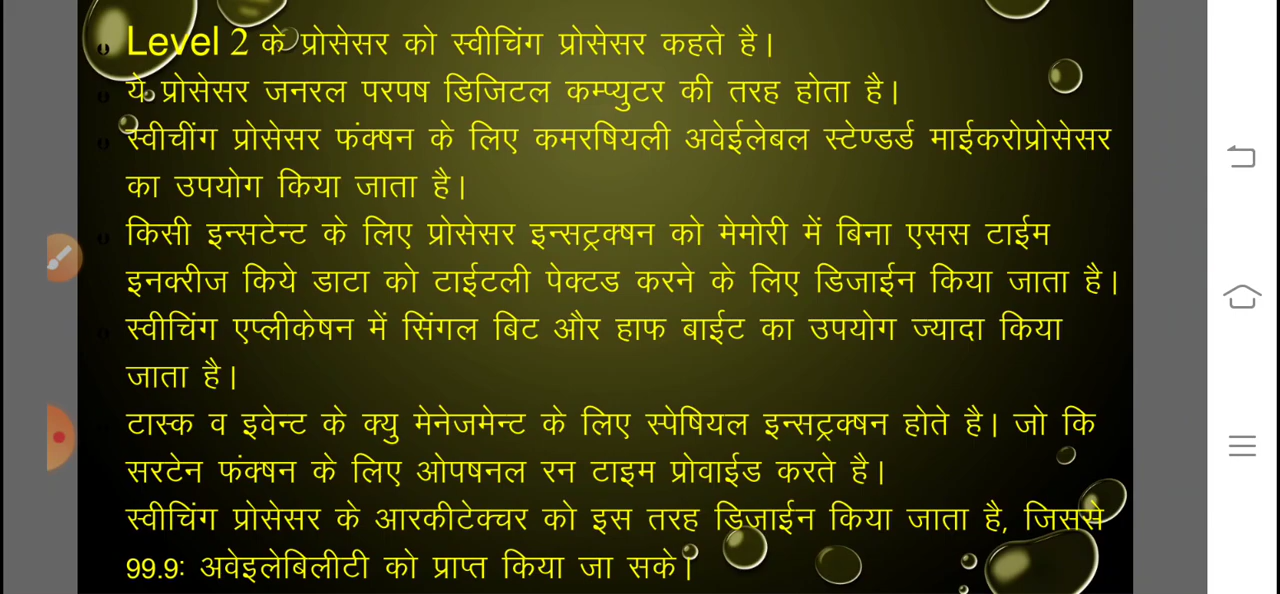 Level 2 के प्रोसेसर को स्वीचिंग प्रोसेसर कहते है।
ये प्रोसेसर जनरल परपष डिजिटल कम्प्युटर की तरह होता है।
स्वीचींग प्रोसेसर फंक्षन के लिए कमरषियली अवेईलेबल स्टेण्डर्ड माईकरोप्रोसेसर
का उपयोग किया जाता है।
किसी इन्सटेन्ट के लिए प्रोसेसर इन्सट्रक्षन को मेमोरी में बिना एसस टाईम
इनक्रीज किये डाटा को टाईटली पेक्टड करने के लिए डिजाईन किया जाता है।
स्वीचिंग एप्लीकेषन में सिंगल बिट और हाफ बाईट का उपयोग ज्यादा किया
जाता है।
टास्क व इवेन्ट के क्यु मेनेजमेन्ट के लिए स्पेषियल इन्सट्रक्षन होते है। जो कि
सरटेन फंक्षन के लिए ओपषनल रन टाइम प्रोवाईड करते है।
स्वीचिंग प्रोसेसर के आरकीटेक्चर को इस तरह डिजाईन किया जाता है, जिससे
99.9: अवेइलेबिलीटी को प्राप्त किया जा सके।